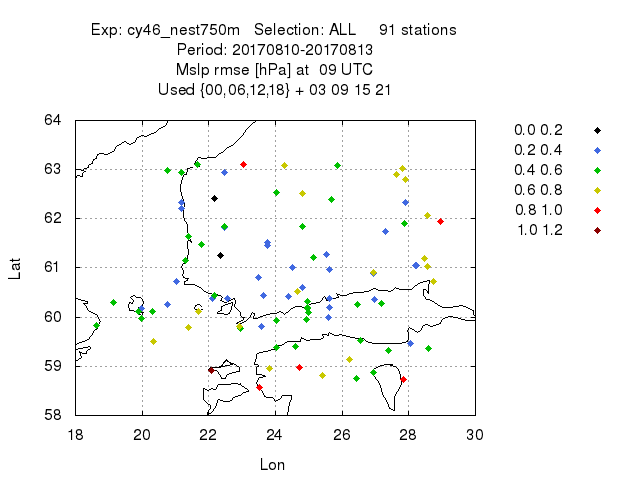 Exp: cy46_nest750m   Selection: ALL     91 stations
Period: 20170810-20170813
Mslp rmse [hPa] at  09 UTC
Used {00,06,12,18} + 03 09 15 21
64
63
62
61
60
59
58
18 20 22 24 26 28 30
Lat
Lon
0.0 0.2
0.2 0.4
0.4 0.6
0.6 0.8
0.8 1.0
1.0 1.2